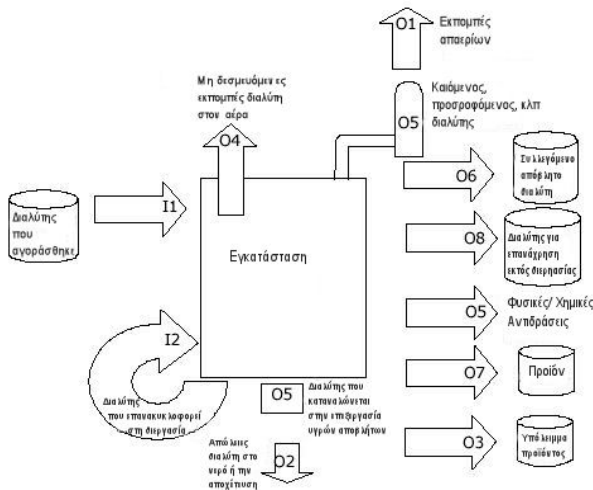 O1
Εκπομπές
απαερίων
Μη δεσμευόμενες
εκπομπές διαλύτη
στον αέρα
Καιόμενος,
προσροφόμενος, κλπ
διαλύτης
O5
O4
O6
Συλλεγόμενο
απόβλητο
διαλύτη
Διαλύτης
που
αγοράσθηκε
I1
Εγκατάσταση
O8
Διαλύτης για
επανάχρηση
εκτός διεργασίας
O5
Φυσικές/ Χημικές
Αντιδράσεις
I2
Διαλύτης
που επανακυκλοφορεί
στη διεργασία
O7
Προϊόν
O5
Διαλύτης που
καταναλώνεται
στην επεξεργασία
υγρών αποβλήτων
O3
Υπόλειμμα
προϊόντος
Απώλειες
διαλύτη στο
νερό ή την
αποχέτευση
O2